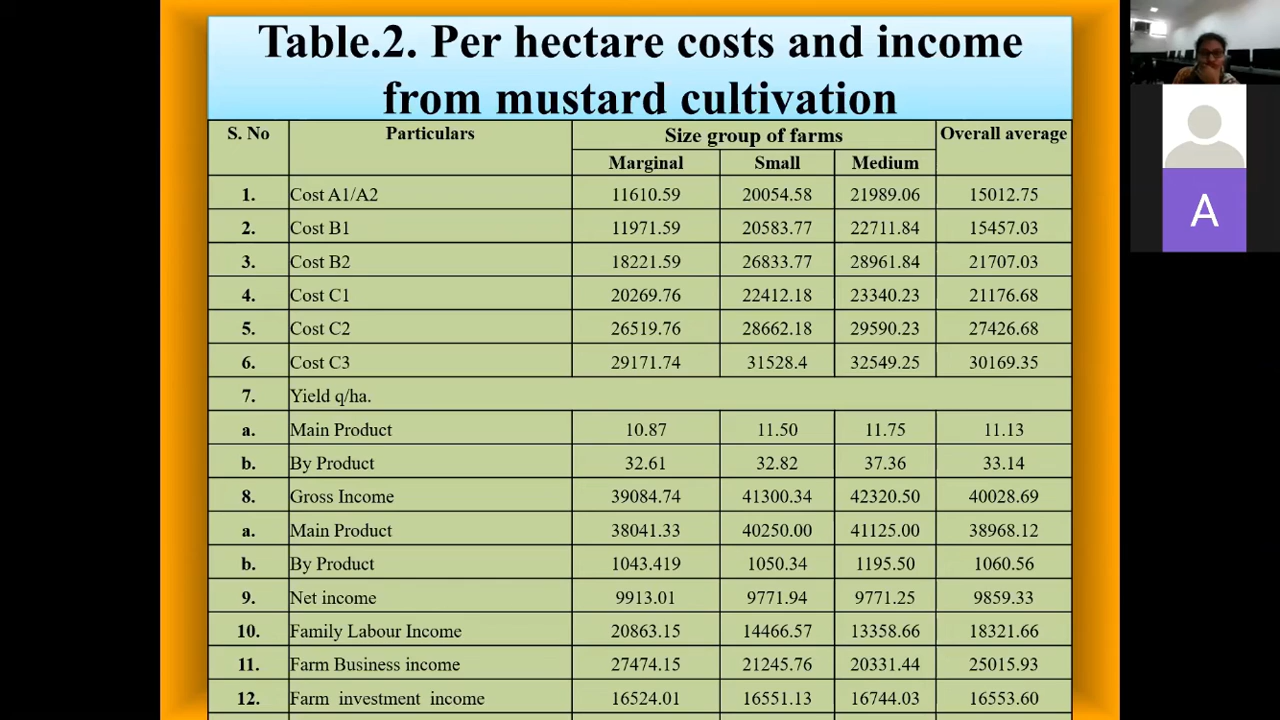 Table.2. Per hectare costs and income
from mustard cultivation
S. No Particulars Size group of farms Overall average
Marginal Small Medium
1. Cost A1/A2 11610.59 20054.58 21989.06 15012.75
2. Cost B1 11971.59 20583.77 22711.84 15457.03
3. Cost B2 18221.59 26833.77 28961.84 21707.03
4. Cost C1 20269.76 22412.18 23340.23 21176.68
5. Cost C2 26519.76 28662.18 29590.23 27426.68
6. Cost C3 29171.74 31528.4 32549.25 30169.35
7. Yield q/ha.
a. Main Product 10.87 11.50 11.75 11.13
b. By Product 32.61 32.82 37.36 33.14
8. Gross Income 39084.74 41300.34 42320.50 40028.69
a. Main Product 38041.33 40250.00 41125.00 38968.12
b. By Product 1043.419 1050.34 1195.50 1060.56
9. Net income 9913.01 9771.94 9771.25 9859.33
10. Family Labour Income 20863.15 14466.57 13358.66 18321.66
11. Farm Business income 27474.15 21245.76 20331.44 25015.93
12. Farm investment income 16524.01 16551.13 16744.03 16553.60
A